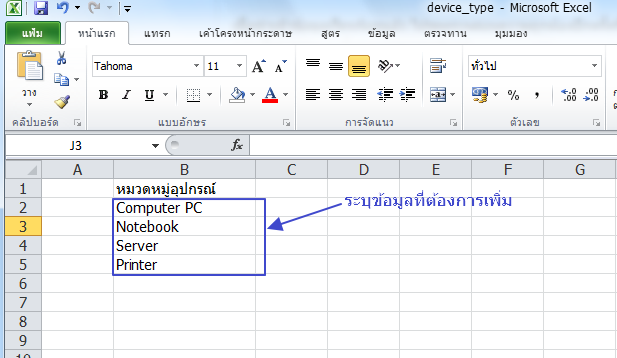 device_type - Microsoft Excel
แฟ้ม หน้าแรก แทรก เค้าโครงหน้ากระดาษ สูตร ข้อมูล ตรวจทาน มุมมอง
Tahoma 11 ทั่วไป
วาง
คลิปบอร์ด แบบอักษร การจัดแนว ตัวเลข
J3 fx
A B C D E F G
1 หมวดหมู่อุปกรณ์
2 Computer PC
ระบุข้อมูลที่ต้องการเพิ่ม
3 Notebook
4 Server
5 Printer
6
7
8
9
10